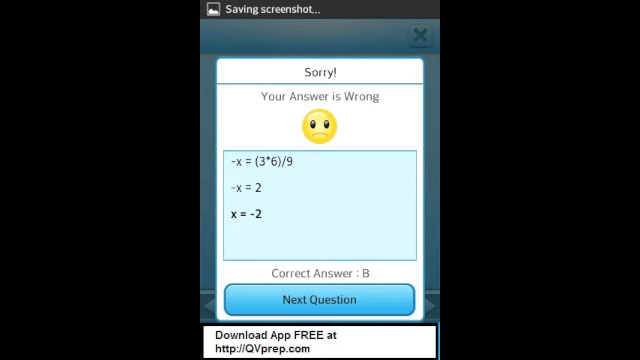 Saving screenshot...
Sorry!
Your Answer is Wrong
-x = (3*6)/9
-x = 2
x = -2
Correct Answer : B
Next Question
Download App FREE at
http://QVprep.com